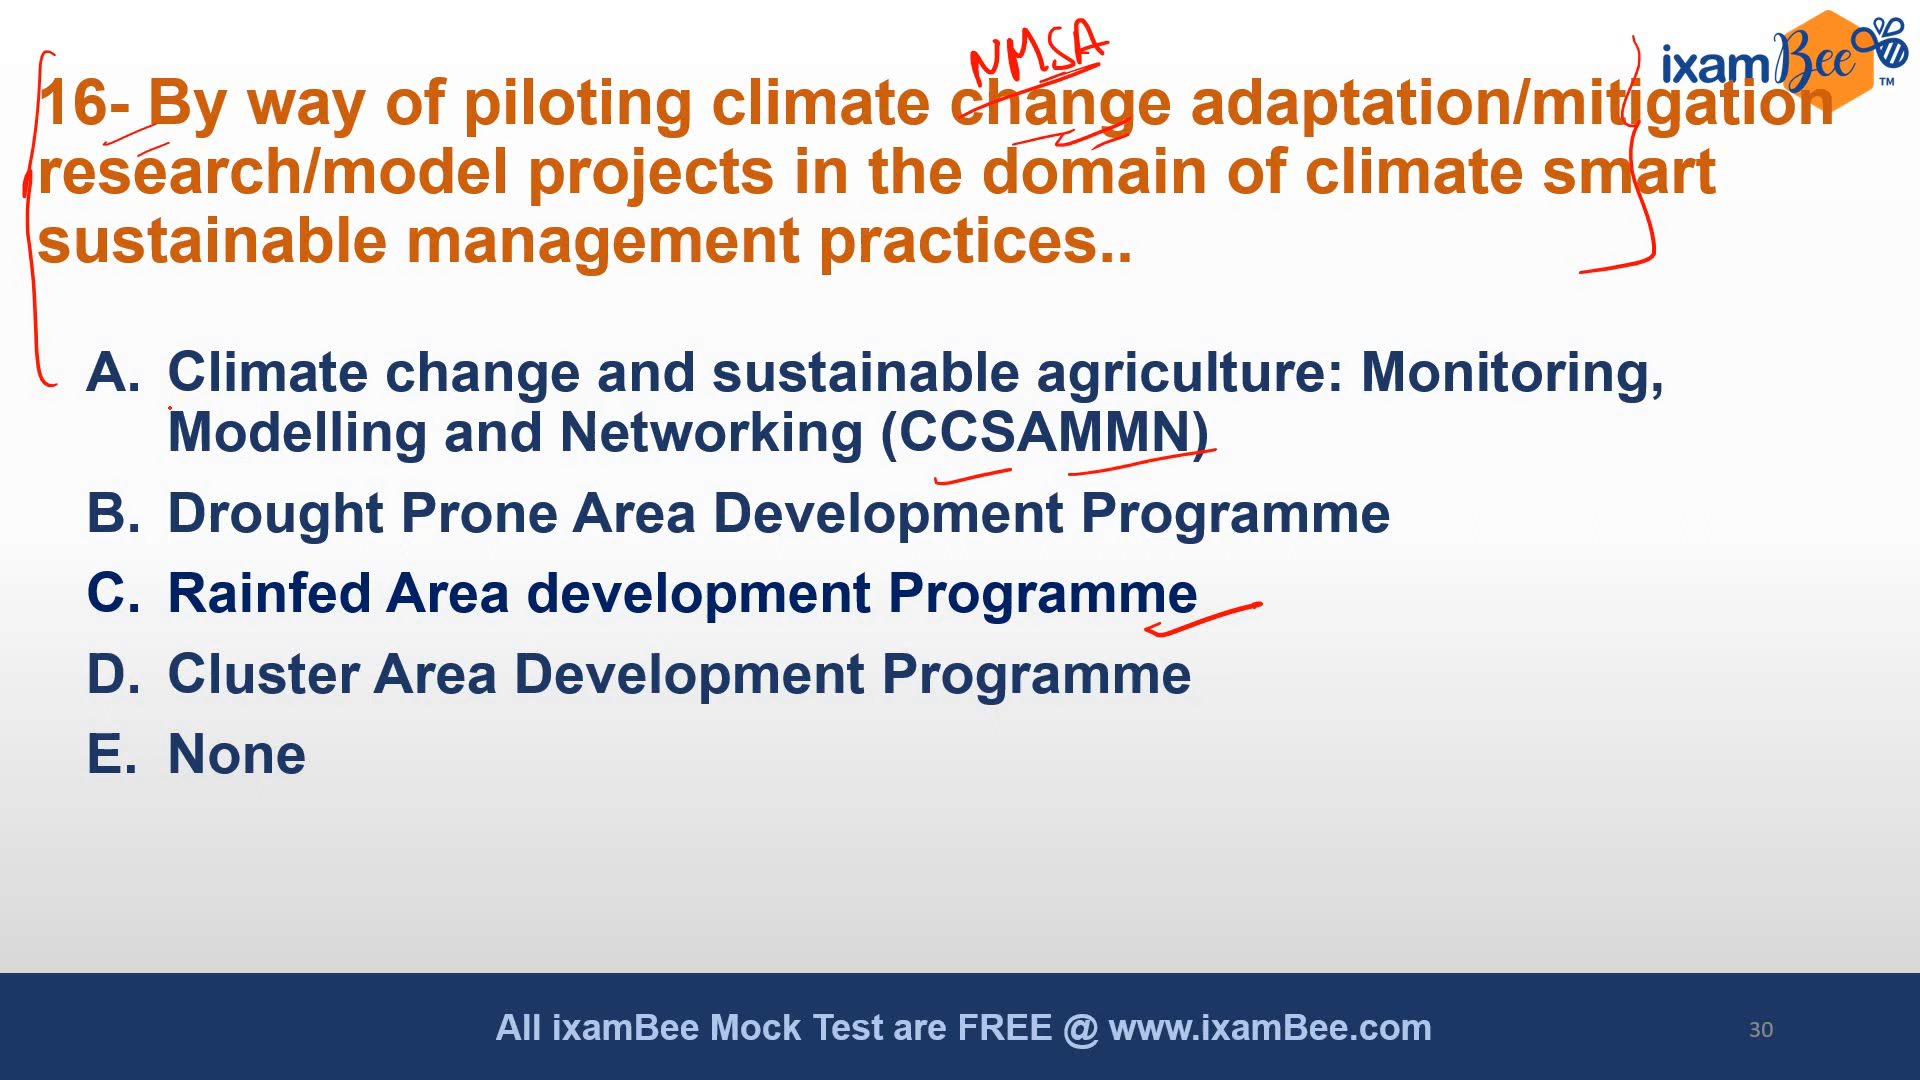 NMSA
ixamBee
TM
16- By way of piloting climate change adaptation/mitigation
research/model projects in the domain of climate smart
sustainable management practices..
A. Climate change and sustainable agriculture: Monitoring,
Modelling and Networking (CCSAMMN)
B. Drought Prone Area Development Programme
C. Rainfed Area development Programme
D. Cluster Area Development Programme
E. None
All ixamBee Mock Test are FREE @ www.ixamBee.com
30